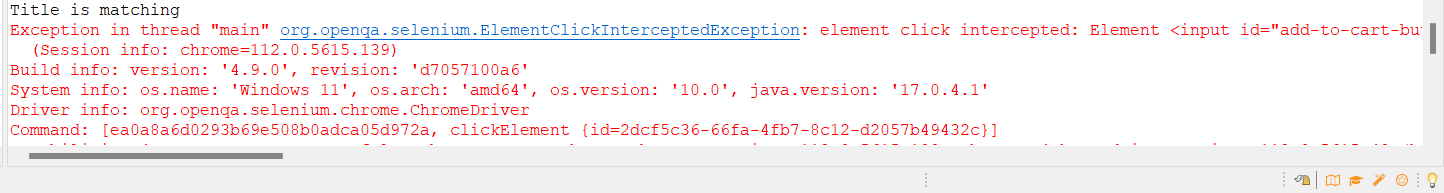 Title is matching
Exception in thread "main" org.openqa.selenium.ElementClickInterceptedException: element click intercepted: Element <input id="add-to-cart-bu
(Session info: chrome=112.0.5615.139)
Build info: version: '4.9.0', revision: 'd7057100a6'
System info: os.name: 'Windows 11', os.arch: 'amd64', os.version: '10.0', java.version: '17.0.4.1'
Driver info: org.openqa.selenium.chrome.ChromeDriver
Command: [ea0a8a6d0293b69e508b0adca05d972a, clickElement {id=2dcf5c36-66fa-4fb7-8c12-d2057b49432c}]